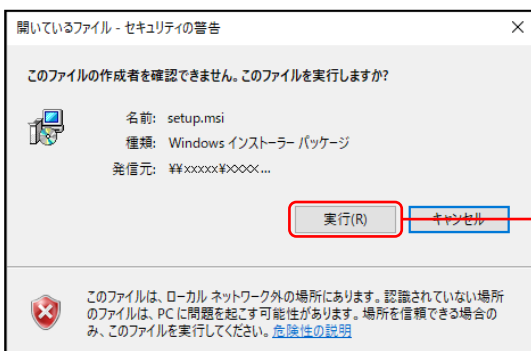 開いているファイル - セキュリティの警告
このファイルの作成者を確認できません。このファイルを実行しますか?
名前: setup.msi
種類: Windows インストーラー パッケージ
発信元: ¥¥xxxxx¥xxxx...
実行(R) キャンセル
このファイルは、ローカル ネットワーク外の場所にあります。認識されていない場所
のファイルは、PC に問題を起こす可能性があります。場所を信頼できる場合の
み、このファイルを実行してください。危険性の説明